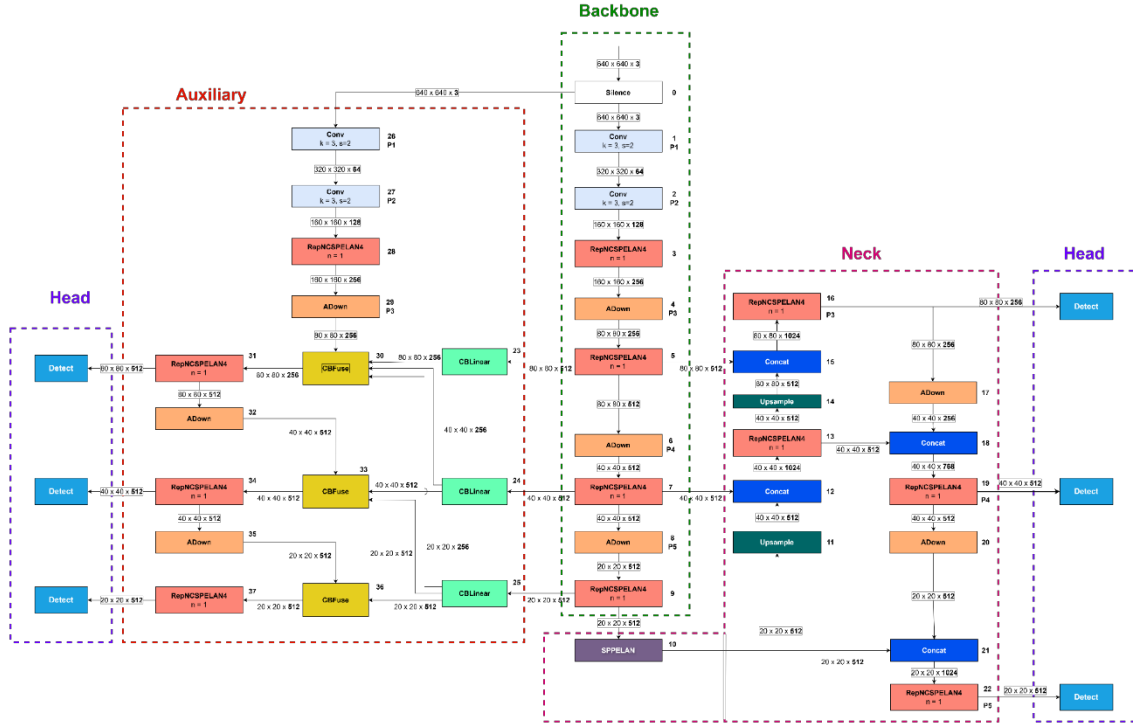 Backbone
640 x 640 x 3
Silence
0
640 x 640 x 3
640 x 640 x 3
Conv
k = 3, s=2
1
P1
320 x 320 x 64
Conv
k = 3, s=2
2
P2
160 x 160 x 128
RepNCSPELAN4
n = 1
3
160 x 160 x 256
ADown
4
P3
80 x 80 x 256
RepNCSPELAN4
n = 1
5
80 x 80 x 512
80 x 80 x 512
80 x 80 x 512
ADown
6
P4
40 x 40 x 512
RepNCSPELAN4
n = 1
7
40 x 40 x 512
40 x 40 x 512
40 x 40 x 512
ADown
8
P5
20 x 20 x 512
RepNCSPELAN4
n = 1
9
20 x 20 x 512
20 x 20 x 512
Auxiliary
Conv
k = 3, s=2
26
P1
320 x 320 x 64
Conv
k = 3, s=2
27
P2
160 x 160 x 128
RepNCSPELAN4
n = 1
28
160 x 160 x 256
ADown
29
P3
80 x 80 x 256
CBFuse
30
80 x 80 x 256
CBLinear
23
80 x 80 x 256
RepNCSPELAN4
n = 1
31
80 x 80 x 512
80 x 80 x 512
ADown
32
40 x 40 x 512
40 x 40 x 256
CBFuse
33
40 x 40 x 512
CBLinear
24
40 x 40 x 512
RepNCSPELAN4
n = 1
34
40 x 40 x 512
40 x 40 x 512
ADown
35
20 x 20 x 512
20 x 20 x 256
CBFuse
36
20 x 20 x 512
CBLinear
25
20 x 20 x 512
RepNCSPELAN4
n = 1
37
20 x 20 x 512
Head
Detect
Detect
Detect
Neck
SPPELAN
10
20 x 20 x 512
20 x 20 x 512
RepNCSPELAN4
n = 1
16
P3
80 x 80 x 256
80 x 80 x 1024
Concat
15
80 x 80 x 512
Upsample
14
40 x 40 x 512
RepNCSPELAN4
n = 1
13
40 x 40 x 512
40 x 40 x 1024
Concat
12
40 x 40 x 512
Upsample
11
80 x 80 x 256
ADown
17
40 x 40 x 256
Concat
18
40 x 40 x 768
RepNCSPELAN4
n = 1
19
P4
40 x 40 x 512
40 x 40 x 512
ADown
20
20 x 20 x 512
Concat
21
20 x 20 x 1024
RepNCSPELAN4
n = 1
22
P5
20 x 20 x 512
Head
Detect
Detect
Detect